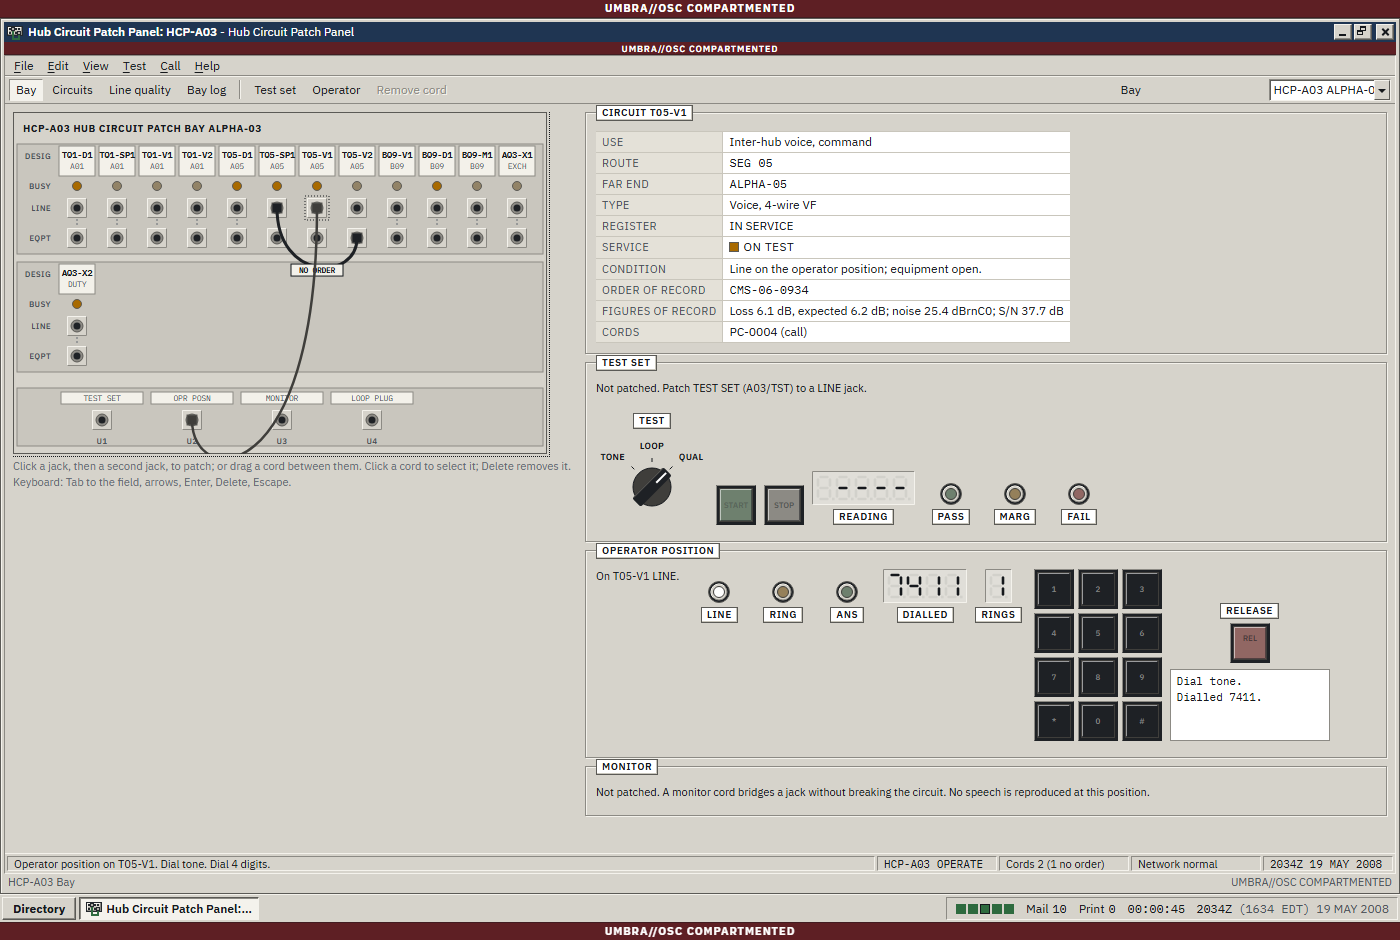 UMBRA//OSC COMPARTMENTED
Hub Circuit Patch Panel: HCP-A03 - Hub Circuit Patch Panel
UMBRA//OSC COMPARTMENTED
File Edit View Test Call Help
Bay Circuits Line quality Bay log Test set Operator Remove cord Bay HCP-A03 ALPHA-0
HCP-A03 HUB CIRCUIT PATCH BAY ALPHA-03
DESIG T01-D1 T01-SP1 T01-V1 T01-V2 T05-D1 T05-SP1 T05-V1 T05-V2 B09-V1 B09-D1 B09-M1 A03-X1
A01 A01 A01 A01 A05 A05 A05 A05 B09 B09 B09 EXCH
BUSY
LINE
EQPT
NO ORDER
DESIG A03-X2
DUTY
BUSY
LINE
EQPT
TEST SET OPR POSN MONITOR LOOP PLUG
U1 U2 U3 U4
Click a jack, then a second jack, to patch; or drag a cord between them. Click a cord to select it; Delete removes it.
Keyboard: Tab to the field, arrows, Enter, Delete, Escape.
CIRCUIT T05-V1
USE Inter-hub voice, command
ROUTE SEG 05
FAR END ALPHA-05
TYPE Voice, 4-wire VF
REGISTER IN SERVICE
SERVICE ON TEST
CONDITION Line on the operator position; equipment open.
ORDER OF RECORD CMS-06-0934
FIGURES OF RECORD Loss 6.1 dB, expected 6.2 dB; noise 25.4 dBrnC0; S/N 37.7 dB
CORDS PC-0004 (call)
TEST SET
Not patched. Patch TEST SET (A03/TST) to a LINE jack.
TEST
LOOP
TONE QUAL
START STOP ----
READING PASS MARG FAIL
OPERATOR POSITION
On T05-V1 LINE.
7411 1
LINE RING ANS DIALLED RINGS
1 2 3
4 5 6
7 8 9
* 0 #
RELEASE
REL
Dial tone.
Dialled 7411.
MONITOR
Not patched. A monitor cord bridges a jack without breaking the circuit. No speech is reproduced at this position.
Operator position on T05-V1. Dial tone. Dial 4 digits. HCP-A03 OPERATE Cords 2 (1 no order) Network normal 2034Z 19 MAY 2008
HCP-A03 Bay UMBRA//OSC COMPARTMENTED
Directory Hub Circuit Patch Panel:... Mail 10 Print 0 00:00:45 2034Z (1634 EDT) 19 MAY 2008
UMBRA//OSC COMPARTMENTED